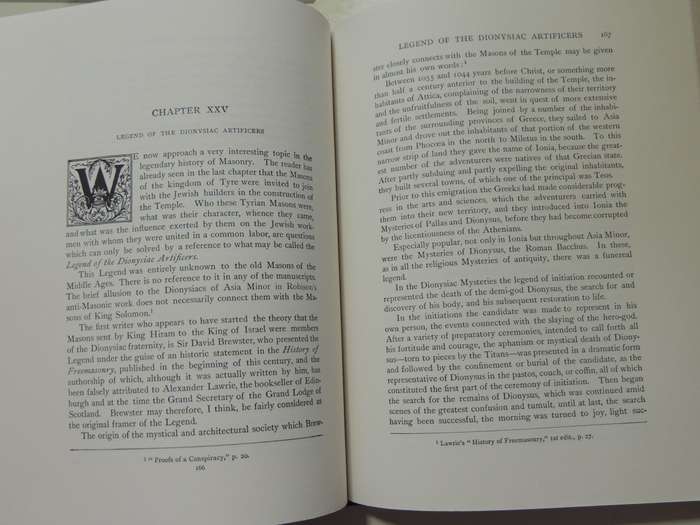 CHAPTER XXV
LEGEND OF THE DIONYSIAC ARTIFICERS
WE now approach a very interesting topic in the
legendary history of Masonry. The reader has
already seen in the last chapter that the Masons
of the kingdom of Tyre were invited to join
with the Jewish builders in the construction of
the Temple. Who these Tyrian Masons were,
what was their character, whence they came,
and what was the influence exerted by them on the Jewish work-
men with whom they were united in a common labor, are questions
which can only be solved by a reference to what may be called the
Legend of the Dionysiac Artificers.
This Legend was entirely unknown to the old Masons of the
Middle Ages. There is no reference to it in any of the manuscripts.
The brief allusion to the Dionysiacs of Asia Minor in Robison's
anti-Masonic work does not necessarily connect them with the Ma-
sons of King Solomon.¹
The first writer who appears to have started the theory that the
Masons sent by King Hiram to the King of Israel were members
of the Dionysiac fraternity, is Sir David Brewster, who presented the
Legend under the guise of an historic statement in the History of
Freemasonry, published in the beginning of this century, and the
authorship of which, although it was actually written by him, has
been falsely attributed to Alexander Lawrie, the bookseller of Edin-
burgh and at the time the Grand Secretary of the Grand Lodge of
Scotland. Brewster may therefore, I think, be fairly considered as
the original framer of the Legend.
The origin of the mystical and architectural society which Brew-
¹ "Proofs of a Conspiracy," p. 20.
166
LEGEND OF THE DIONYSIAC ARTIFICERS 167
ster closely connects with the Masons of the Temple may be given
in almost his own words:¹
Between 1055 and 1044 years before Christ, or something more
than half a century anterior to the building of the Temple, the in-
habitants of Attica, complaining of the narrowness of their territory
and the unfruitfulness of the soil, went in quest of more extensive
and fertile settlements. Being joined by a number of the inhabi-
tants of the surrounding provinces of Greece, they sailed to Asia
Minor and drove out the inhabitants of that portion of the western
coast from Phocœa in the north to Miletus in the south. To this
narrow strip of land they gave the name of Ionia, because the great-
est number of the adventurers were natives of that Grecian state.
After partly subduing and partly expelling the original inhabitants,
they built several towns, of which one of the principal was Teos.
Prior to this emigration the Greeks had made considerable prog-
ress in the arts and sciences, which the adventurers carried with
them into their new territory, and they introduced into Ionia the
Mysteries of Pallas and Dionysus, before they had become corrupted
by the licentiousness of the Athenians.
Especially popular, not only in Ionia but throughout Asia Minor,
were the Mysteries of Dionysus, the Roman Bacchus. In these,
as in all the religious Mysteries of antiquity, there was a funereal
legend.
In the Dionysiac Mysteries the legend of initiation recounted or
represented the death of the demi-god Dionysus, the search for and
discovery of his body, and his subsequent restoration to life.
In the initiations the candidate was made to represent in his
own person, the events connected with the slaying of the hero-god.
After a variety of preparatory ceremonies, intended to call forth all
his fortitude and courage, the aphanism or mystical death of Diony-
sus—torn to pieces by the Titans—was presented in a dramatic form
and followed by the confinement or burial of the candidate, as the
representative of Dionysus in the pastos, couch, or coffin, all of which
constituted the first part of the ceremony of initiation. Then began
the search for the remains of Dionysus, which was continued amid
scenes of the greatest confusion and tumult, until at last, the search
having been successful, the morning was turned to joy, light suc-
¹ Lawrie's "History of Freemasonry," 1st edit., p. 27.